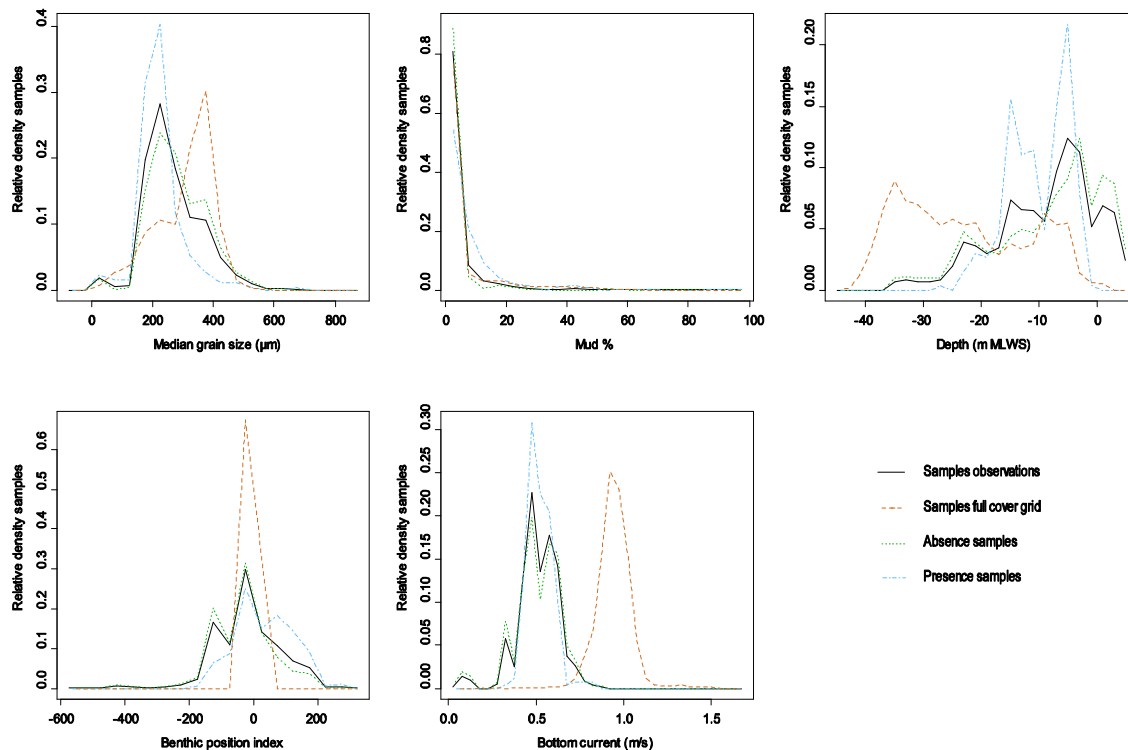 Relative density samples
0.0 0.1 0.2 0.3 0.4
0 200 400 600 800
Median grain size (µm)
Relative density samples
0.0 0.2 0.4 0.6 0.8
0 20 40 60 80 100
Mud %
Relative density samples
0.00 0.05 0.10 0.15 0.20
-40 -30 -20 -10 0
Depth (m MLWS)
Relative density samples
0.0 0.1 0.2 0.3 0.4 0.5 0.6
-600 -400 -200 0 200
Benthic position index
Relative density samples
0.00 0.05 0.10 0.15 0.20 0.25 0.30
0.0 0.5 1.0 1.5
Bottom current (m/s)
Samples observations
Samples full cover grid
Absence samples
Presence samples